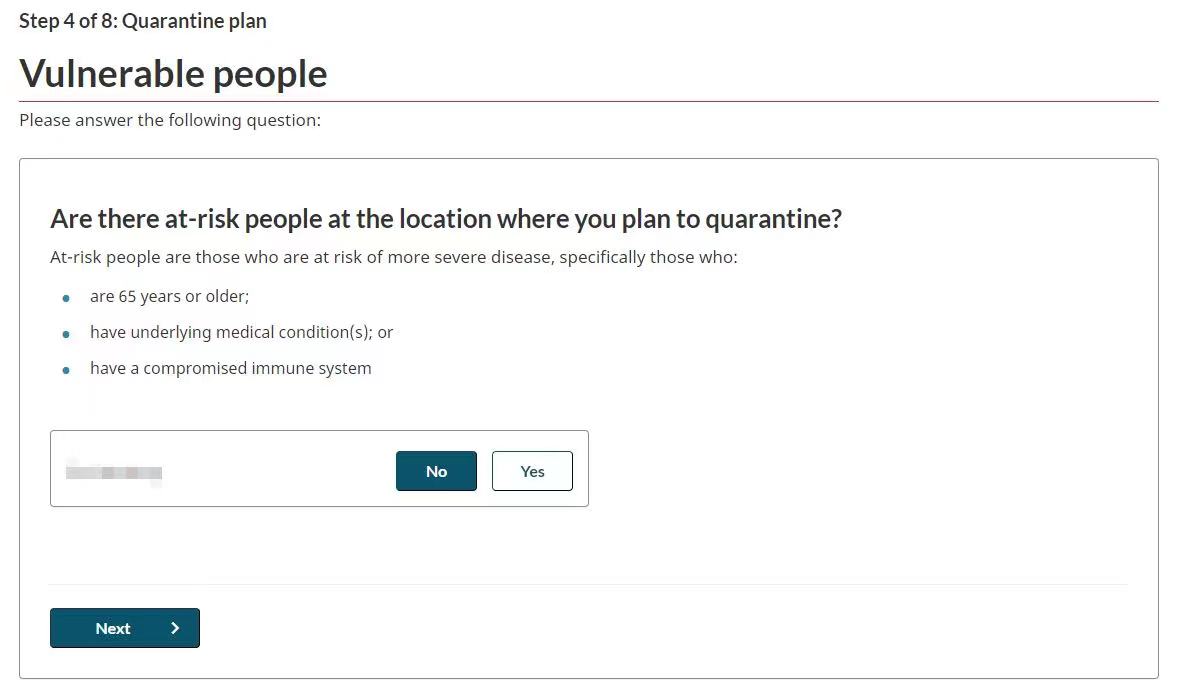 Step 4 of 8: Quarantine plan
Vulnerable people
Please answer the following question:
Are there at-risk people at the location where you plan to quarantine?
At-risk people are those who are at risk of more severe disease, specifically those who:
are 65 years or older;
have underlying medical condition(s); or
have a compromised immune system
No Yes
Next